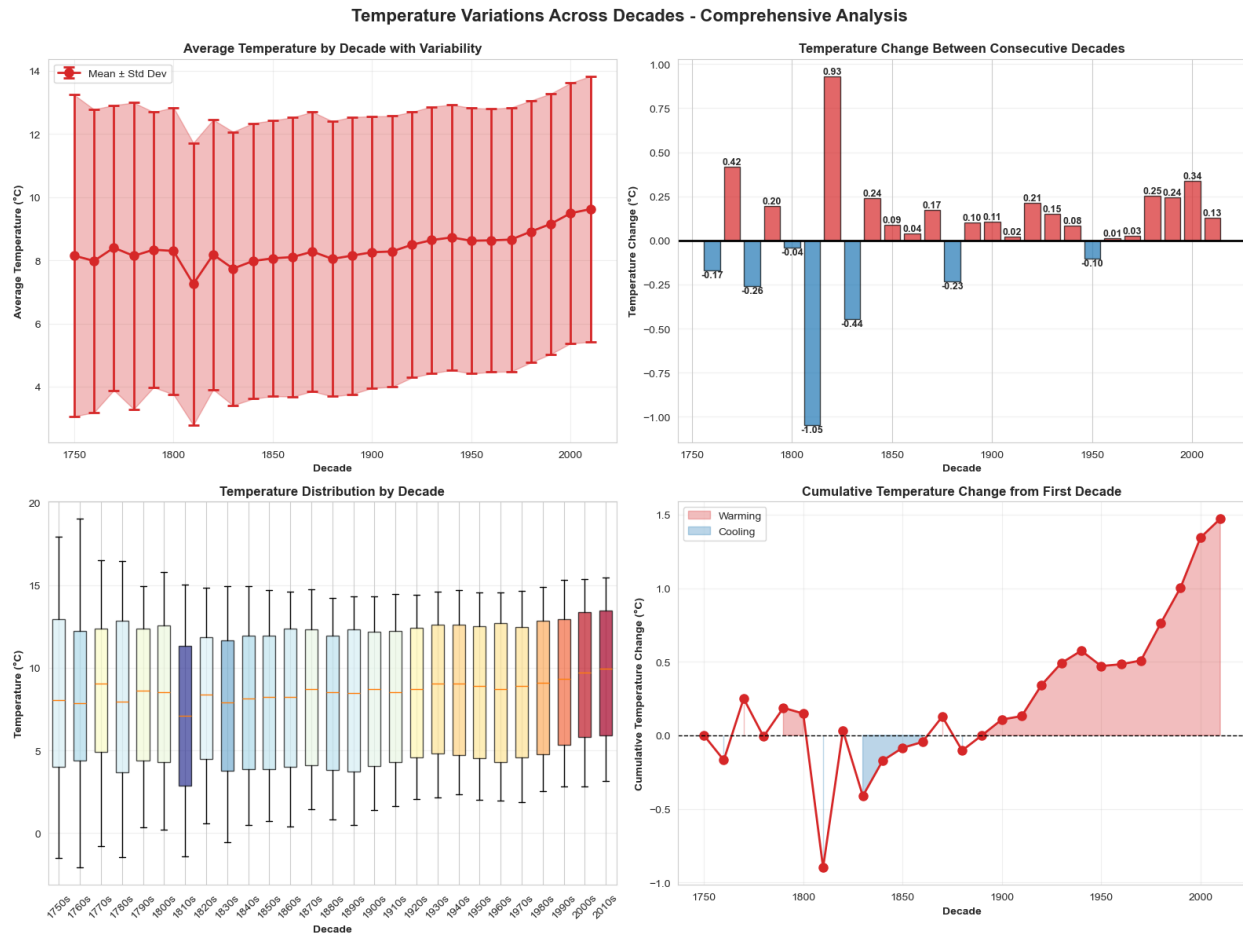 Temperature Variations Across Decades - Comprehensive Analysis
Average Temperature by Decade with Variability
Mean ± Std Dev
Average Temperature (°C)
14
12
10
8
6
4
1750
1800
1850
1900
1950
2000
Decade
Temperature Change Between Consecutive Decades
Temperature Change (°C)
1.00
0.75
0.50
0.25
0.00
−0.25
−0.50
−0.75
−1.00
-0.17
0.42
-0.26
0.20
-0.04
-1.05
0.93
-0.44
0.24
0.09
0.04
0.17
-0.23
0.10
0.11
0.02
0.21
0.15
0.08
-0.10
0.01
0.03
0.25
0.24
0.34
0.13
1750
1800
1850
1900
1950
2000
Decade
Temperature Distribution by Decade
Temperature (°C)
20
15
10
5
0
1750s
1760s
1770s
1780s
1790s
1800s
1810s
1820s
1830s
1840s
1850s
1860s
1870s
1880s
1890s
1900s
1910s
1920s
1930s
1940s
1950s
1960s
1970s
1980s
1990s
2000s
2010s
Decade
Cumulative Temperature Change from First Decade
Warming
Cooling
Cumulative Temperature Change (°C)
1.5
1.0
0.5
0.0
−0.5
−1.0
1750
1800
1850
1900
1950
2000
Decade